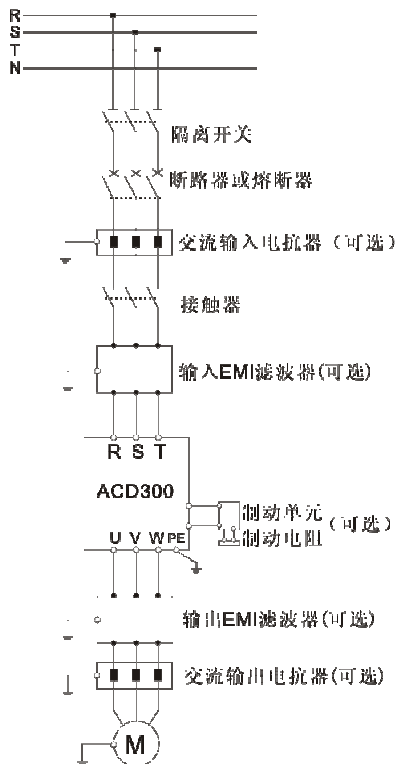 R
S
T
N
隔离开关
断路器或熔断器
交流输入电抗器（可选）
接触器
输入EMI滤波器(可选)
R S T
ACD300
制动单元
制动电阻
(可选)
U V W PE
输出EMI滤波器(可选)
交流输出电抗器(可选)
M